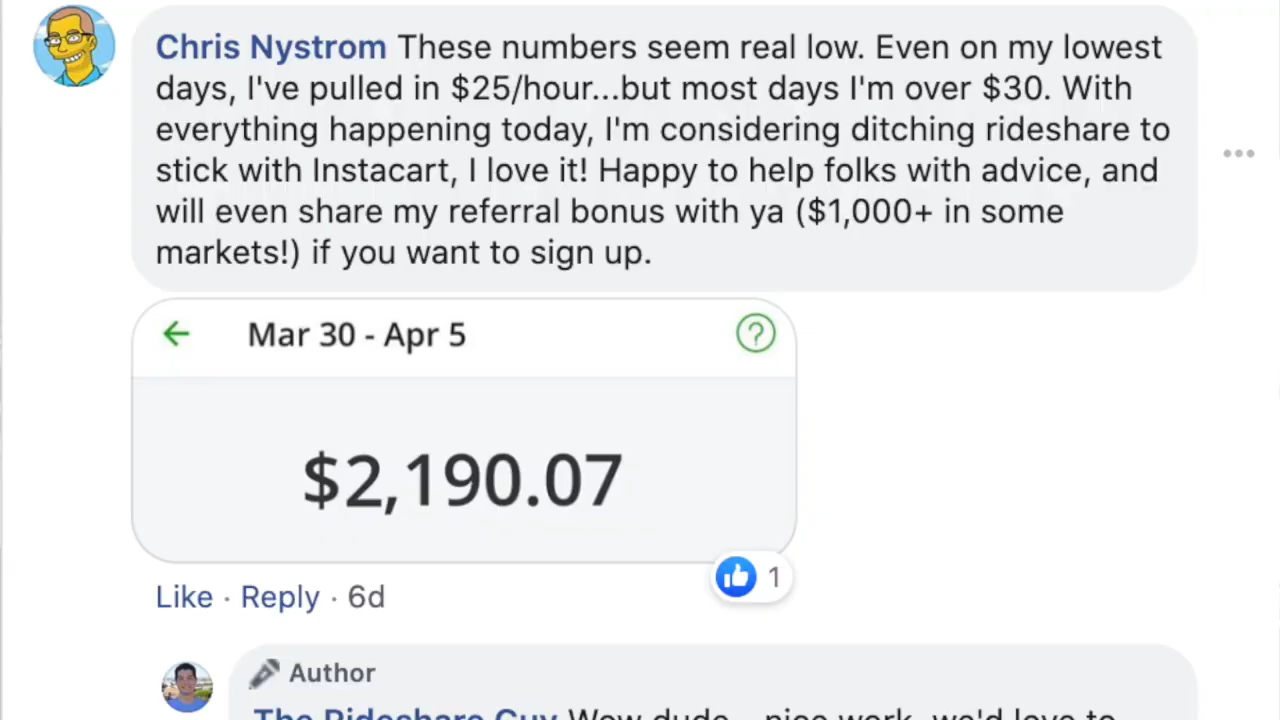 Chris Nystrom These numbers seem real low. Even on my lowest
days, I've pulled in $25/hour...but most days I'm over $30. With
everything happening today, I'm considering ditching rideshare to
stick with Instacart, I love it! Happy to help folks with advice, and
will even share my referral bonus with ya ($1,000+ in some
markets!) if you want to sign up.
Mar 30 - Apr 5
$2,190.07
1
Like · Reply · 6d
Author
The Rideshare Guy Wow dude.. nice work, we'd love to